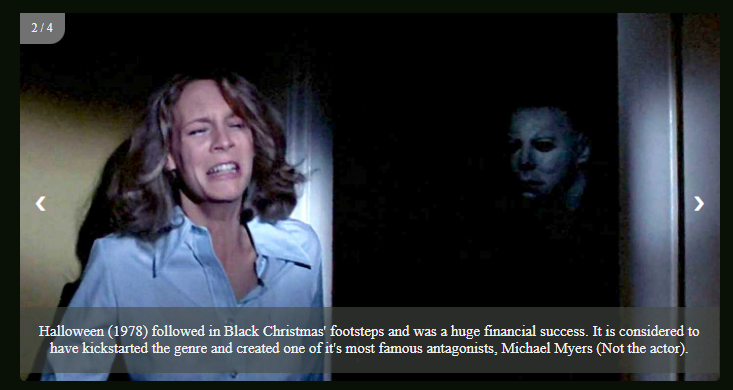 2 / 4
❮ ❯
Halloween (1978) followed in Black Christmas' footsteps and was a huge financial success. It is considered to
have kickstarted the genre and created one of it's most famous antagonists, Michael Myers (Not the actor).